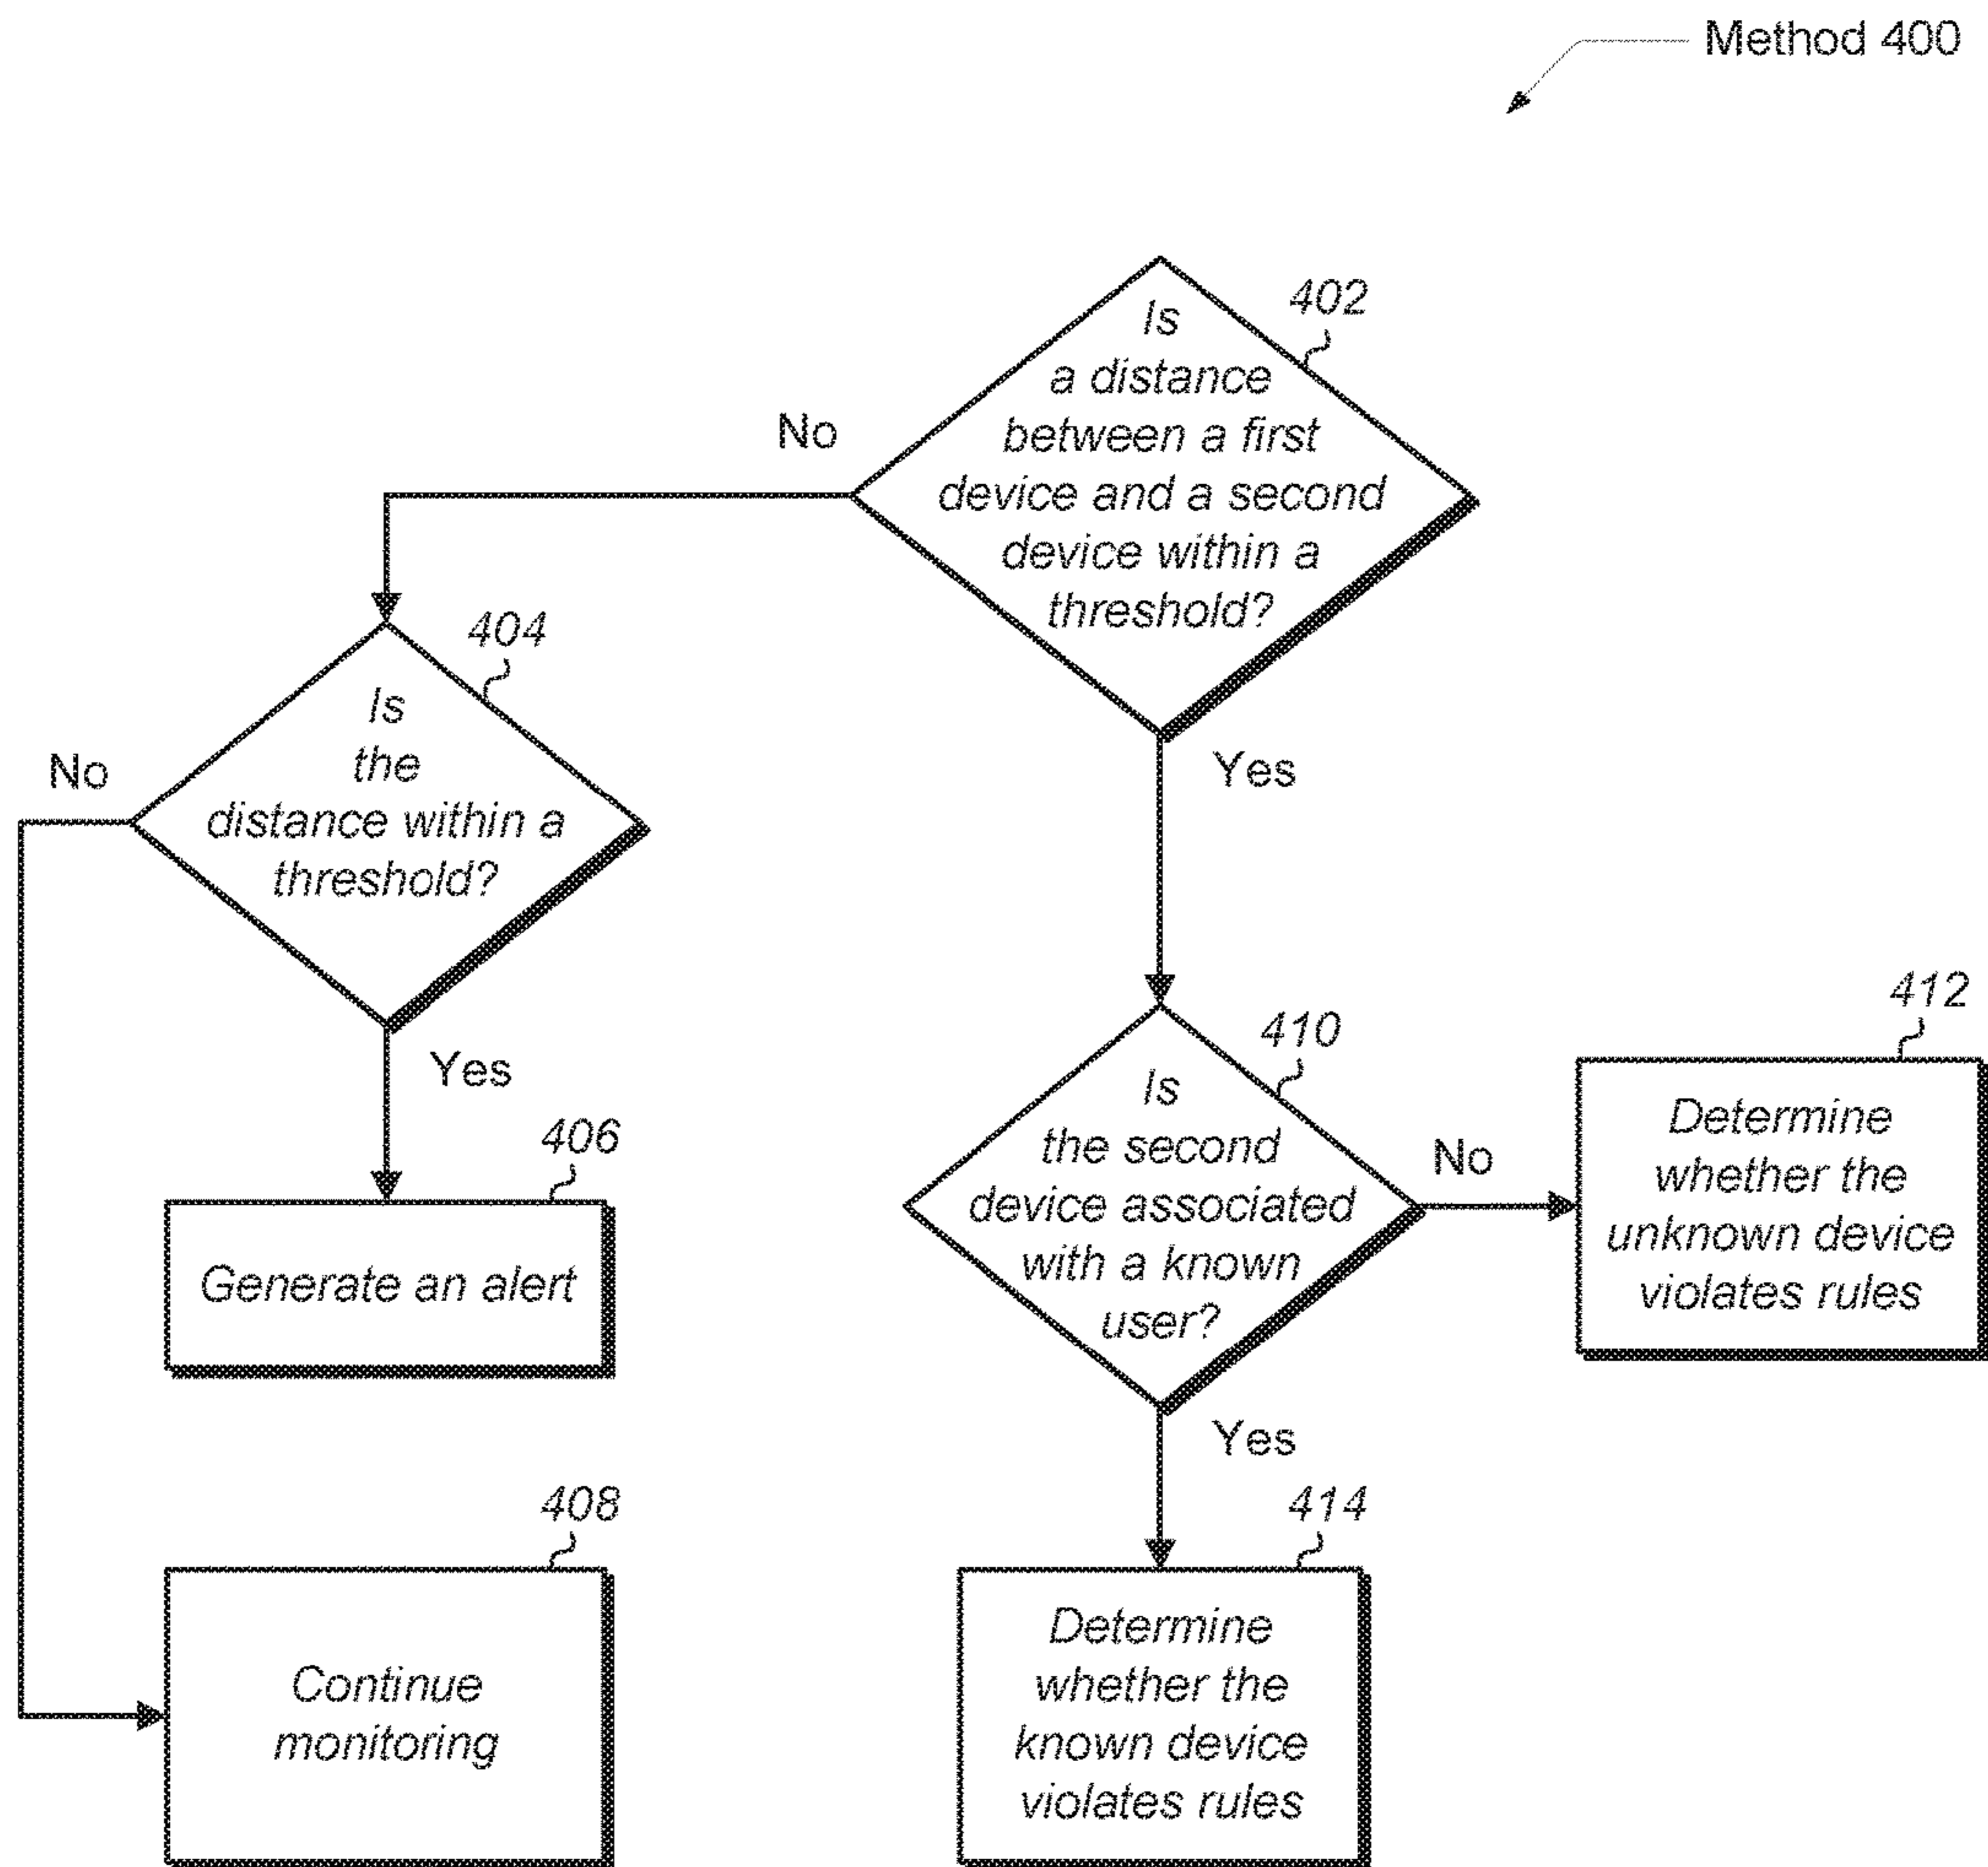 Method 400
402
Is
a distance
between a first
device and a second
device within a
threshold?
No
Yes
404
Is
the
distance within a
threshold?
No
Yes
406
Generate an alert
408
Continue
monitoring
410
Is
the second
device associated
with a known
user?
No
Yes
412
Determine
whether the
unknown device
violates rules
414
Determine
whether the
known device
violates rules